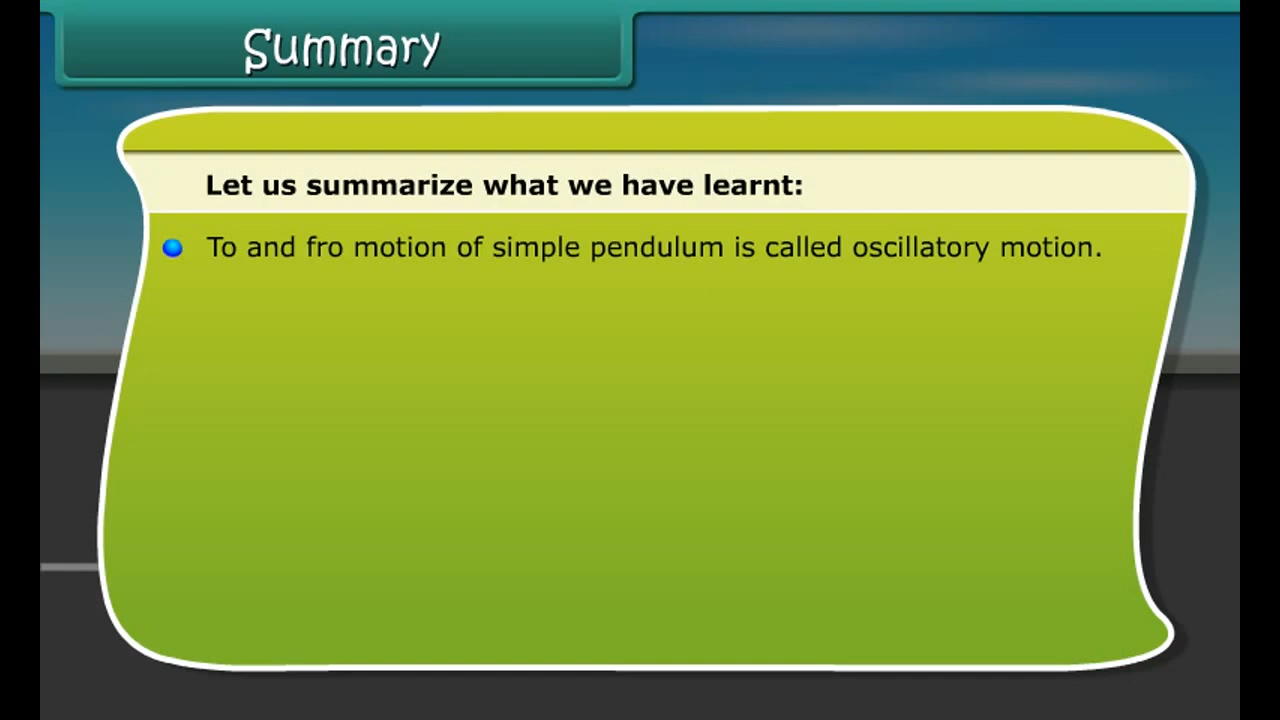 Summary
Let us summarize what we have learnt:
To and fro motion of simple pendulum is called oscillatory motion.